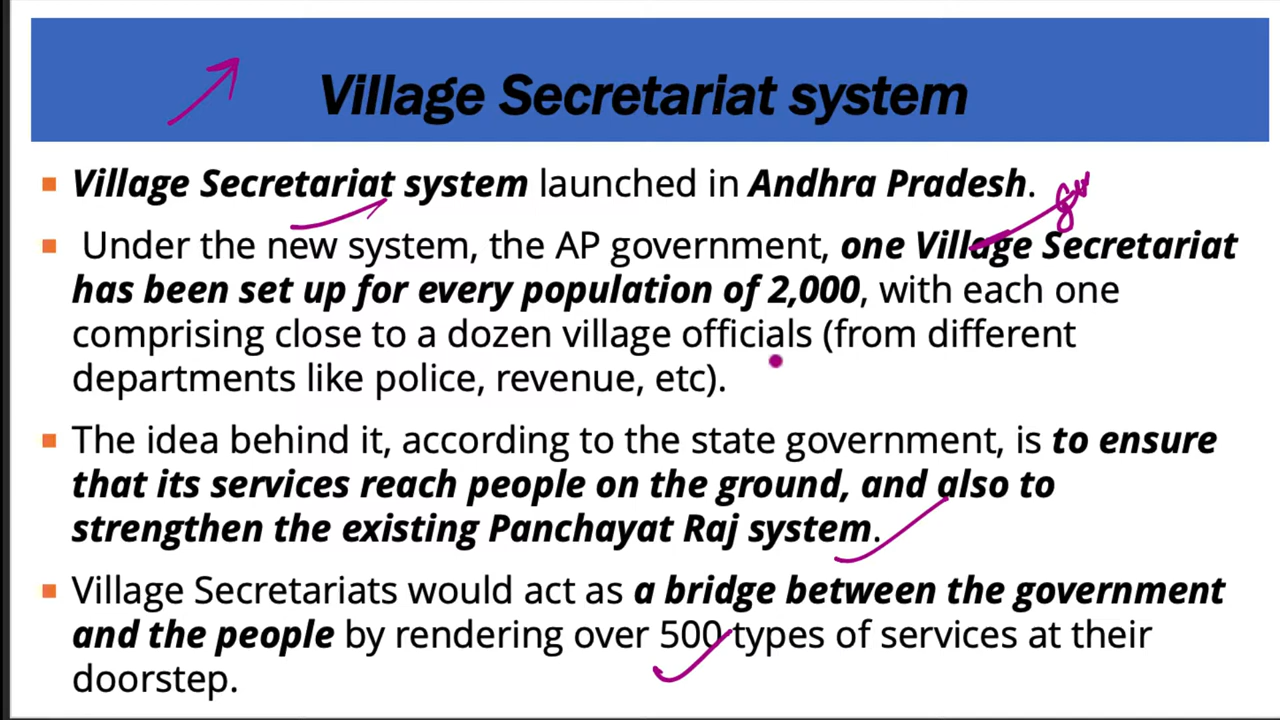 Village Secretariat system
▪ Village Secretariat system launched in Andhra Pradesh.
▪ Under the new system, the AP government, one Village Secretariat
has been set up for every population of 2,000, with each one
comprising close to a dozen village officials (from different
departments like police, revenue, etc).
▪ The idea behind it, according to the state government, is to ensure
that its services reach people on the ground, and also to
strengthen the existing Panchayat Raj system.
▪ Village Secretariats would act as a bridge between the government
and the people by rendering over 500 types of services at their
doorstep.